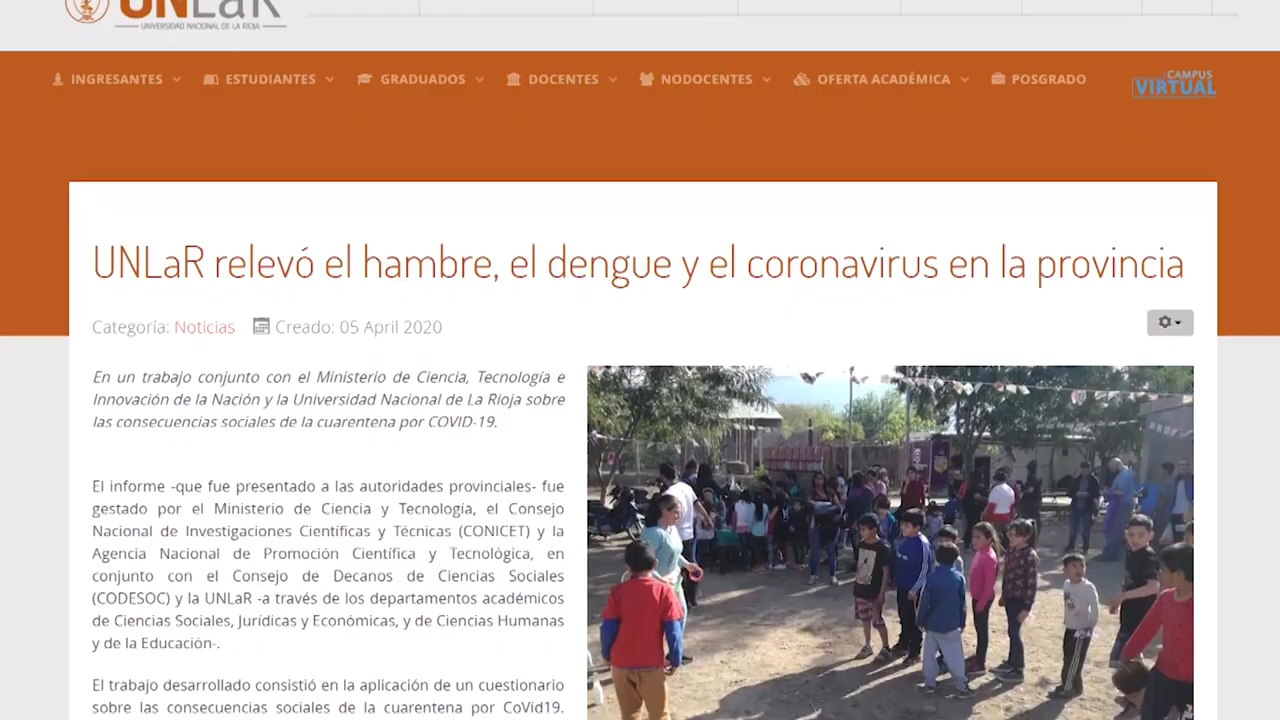 UNLaR
UNIVERSIDAD NACIONAL DE LA RIOJA
INGRESANTES
ESTUDIANTES
GRADUADOS
DOCENTES
NODOCENTES
OFERTA ACADÉMICA
POSGRADO
CAMPUS
VIRTUAL
UNLaR relevó el hambre, el dengue y el coronavirus en la provincia
Categoría: Noticias Creado: 05 April 2020
En un trabajo conjunto con el Ministerio de Ciencia, Tecnología e
Innovación de la Nación y la Universidad Nacional de La Rioja sobre
las consecuencias sociales de la cuarentena por COVID-19.
El informe -que fue presentado a las autoridades provinciales- fue
gestado por el Ministerio de Ciencia y Tecnología, el Consejo
Nacional de Investigaciones Científicas y Técnicas (CONICET) y la
Agencia Nacional de Promoción Científica y Tecnológica, en
conjunto con el Consejo de Decanos de Ciencias Sociales
(CODESOC) y la UNLaR -a través de los departamentos académicos
de Ciencias Sociales, Jurídicas y Económicas, y de Ciencias Humanas
y de la Educación-.
El trabajo desarrollado consistió en la aplicación de un cuestionario
sobre las consecuencias sociales de la cuarentena por CoVid19.